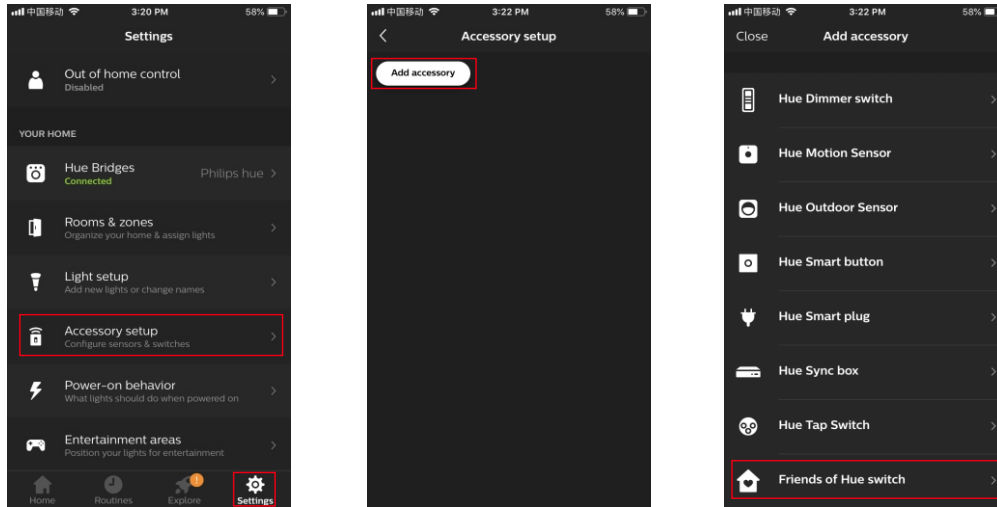 中国移动 3:20 PM 58%
Settings
Out of home control
Disabled
YOUR HOME
Hue Bridges
Connected
Philips hue
Rooms & zones
Organize your home & assign lights
Light setup
Add new lights or change names
Accessory setup
Configure sensors & switches
Power-on behavior
What lights should do when powered on
Entertainment areas
Position your lights for entertainment
Home Routines Explore Settings
中国移动 3:22 PM 58%
Accessory setup
Add accessory
中国移动 3:22 PM 58%
Close Add accessory
Hue Dimmer switch
Hue Motion Sensor
Hue Outdoor Sensor
Hue Smart button
Hue Smart plug
Hue Sync box
Hue Tap Switch
Friends of Hue switch